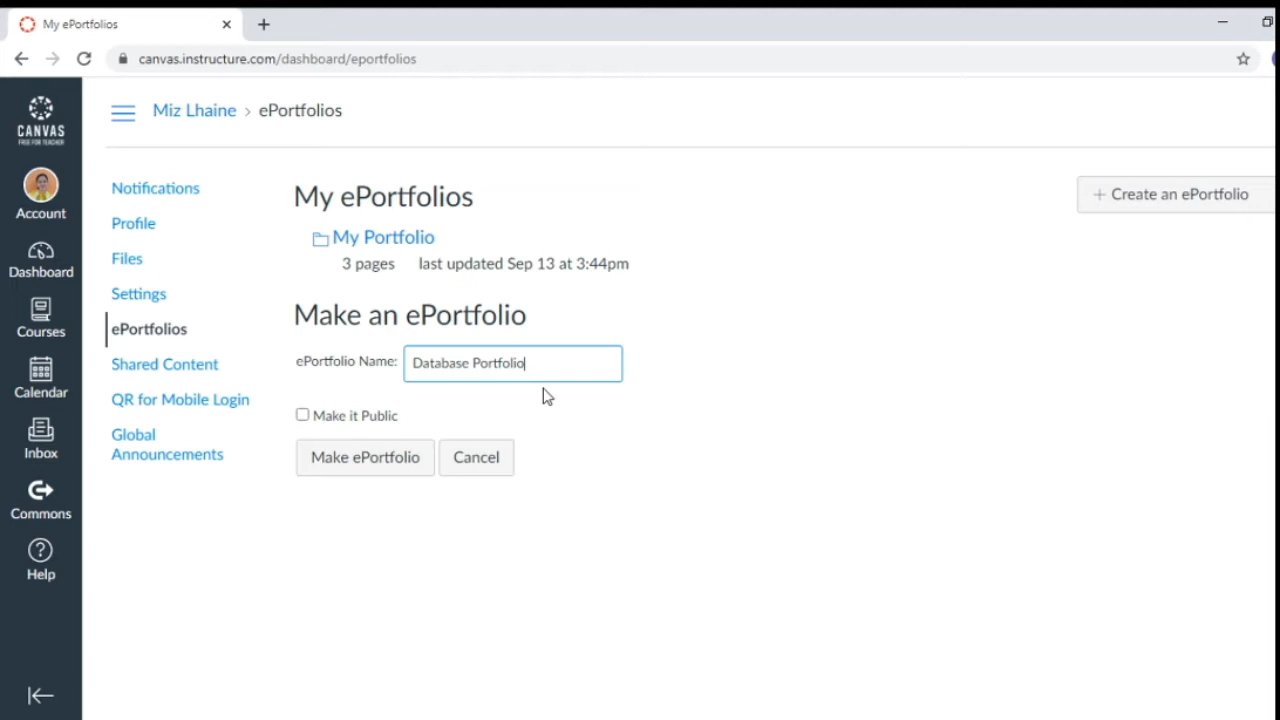 My ePortfolios
canvas.instructure.com/dashboard/eportfolios
CANVAS
FREE FOR TEACHER
Account
Dashboard
Courses
Calendar
Inbox
Commons
Help
Miz Lhaine > ePortfolios
Notifications
Profile
Files
Settings
ePortfolios
Shared Content
QR for Mobile Login
Global
Announcements
My ePortfolios
+ Create an ePortfolio
My Portfolio
3 pages last updated Sep 13 at 3:44pm
Make an ePortfolio
ePortfolio Name: Database Portfolio
Make it Public
Make ePortfolio Cancel